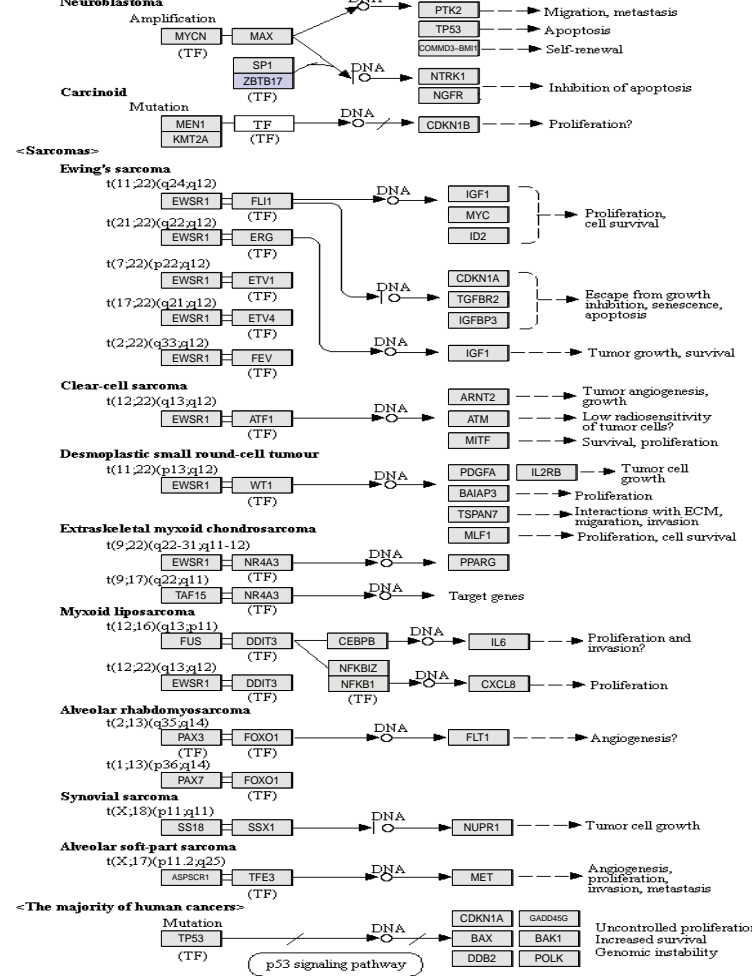 Neuroblastoma
Amplification
DNA
MYCN MAX
(TF)
PTK2 Migration, metastasis
TP53 Apoptosis
COMMD3-BMI1 Self-renewal
SP1
ZBTB17
(TF)
DNA
NTRK1
NGFR
Inhibition of apoptosis
Carcinoid
Mutation
MEN1 TF
KMT2A (TF)
DNA
CDKN1B Proliferation?
<Sarcomas>
Ewing's sarcoma
t(11;22)(q24;q12)
EWSR1 FLI1
(TF)
DNA
IGF1
MYC
ID2
Proliferation,
cell survival
t(21;22)(q22;q12)
EWSR1 ERG
(TF)
t(7;22)(p22;q12)
EWSR1 ETV1
(TF)
DNA
CDKN1A
TGFBR2
IGFBP3
Escape from growth
inhibition, senescence,
apoptosis
t(17;22)(q21;q12)
EWSR1 ETV4
(TF)
t(2;22)(q33;q12)
EWSR1 FEV
(TF)
DNA
IGF1 Tumor growth, survival
Clear-cell sarcoma
t(12;22)(q13;q12)
EWSR1 ATF1
(TF)
DNA
ARNT2 Tumor angiogenesis,
growth
ATM Low radiosensitivity
of tumor cells?
MITF Survival, proliferation
Desmoplastic small round-cell tumour
t(11;22)(p13;q12)
EWSR1 WT1
(TF)
DNA
PDGFA IL2RB Tumor cell
growth
BAIAP3 Proliferation
TSPAN7 Interactions with ECM,
migaration, invasion
MLF1 Proliferation, cell survival
Extraskeletal myxoid chondrosarcoma
t(9;22)(q22-31;q11-12)
EWSR1 NR4A3
(TF)
DNA
PPARG
t(9;17)(q22;q11)
TAF15 NR4A3
(TF)
DNA
Target genes
Myxoid liposarcoma
t(12;16)(q13;p11)
FUS DDIT3
(TF)
CEBPB
DNA
IL6 Proliferation and
invasion?
t(12;22)(q13;q12)
EWSR1 DDIT3
(TF)
NFKBIZ
NFKB1
(TF)
DNA
CXCL8 Proliferation
Alveolar rhabdomyosarcoma
t(2;13)(q35;q14)
PAX3 FOXO1
(TF) (TF)
DNA
FLT1 Angiogenesis?
t(1;13)(p36;q14)
PAX7 FOXO1
(TF)
Synovial sarcoma
t(X;18)(p11;q11)
SS18 SSX1
DNA
NUPR1 Tumor cell growth
Alveolar soft-part sarcoma
t(X;17)(p11.2;q25)
ASPSCR1 TFE3
(TF)
DNA
MET Angiogenesis,
proliferation,
invasion, metastasis
<The majority of human cancers>
Mutation
TP53
(TF)
DNA
p53 signaling pathway
CDKN1A GADD45G
BAX BAK1
DDB2 POLK
Uncontrolled proliferation
Increased survival
Genomic instability